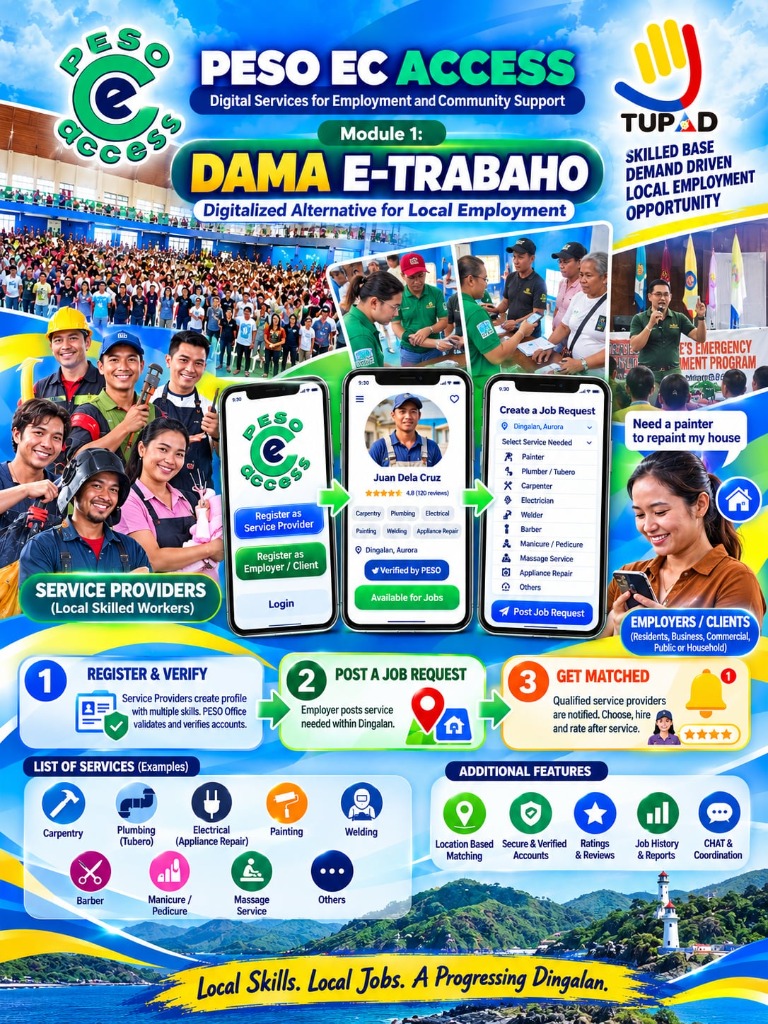 PESO
e
access
PESO EC ACCESS
Digital Services for Employment and Community Support
TUPAD
SKILLED BASE
DEMAND DRIVEN
LOCAL EMPLOYMENT
OPPORTUNITY
Module 1:
DAMA E-TRABAHO
Digitalized Alternative for Local Employment
'S EMERGENCY
MENT PROGRAM
9:30
PESO
e
access
Register as
Service Provider
Register as
Employer / Client
Login
9:30
Juan Dela Cruz
4.8 (120 reviews)
Carpentry Plumbing Electrical
Painting Welding Appliance Repair
Dingalan, Aurora
Verified by PESO
Available for Jobs
9:30
Create a Job Request
Dingalan, Aurora
Select Service Needed
Painter
Plumber / Tubero
Carpenter
Electrician
Welder
Barber
Manicure / Pedicure
Massage Service
Appliance Repair
Others
Post Job Request
Need a painter
to repaint my house
SERVICE PROVIDERS
(Local Skilled Workers)
EMPLOYERS / CLIENTS
(Residents, Business, Commercial,
Public or Household)
1
REGISTER & VERIFY
Service Providers create profile
with multiple skills. PESO Office
validates and verifies accounts.
2
POST A JOB REQUEST
Employer posts service
needed within Dingalan.
3
GET MATCHED
Qualified service providers
are notified. Choose, hire
and rate after service.
1
LIST OF SERVICES (Examples)
Carpentry
Plumbing
(Tubero)
Electrical
(Appliance Repair)
Painting
Welding
Barber
Manicure /
Pedicure
Massage
Service
Others
ADDITIONAL FEATURES
Location Based
Matching
Secure & Verified
Accounts
Ratings
& Reviews
Job History
& Reports
CHAT &
Coordination
Local Skills. Local Jobs. A Progressing Dingalan.